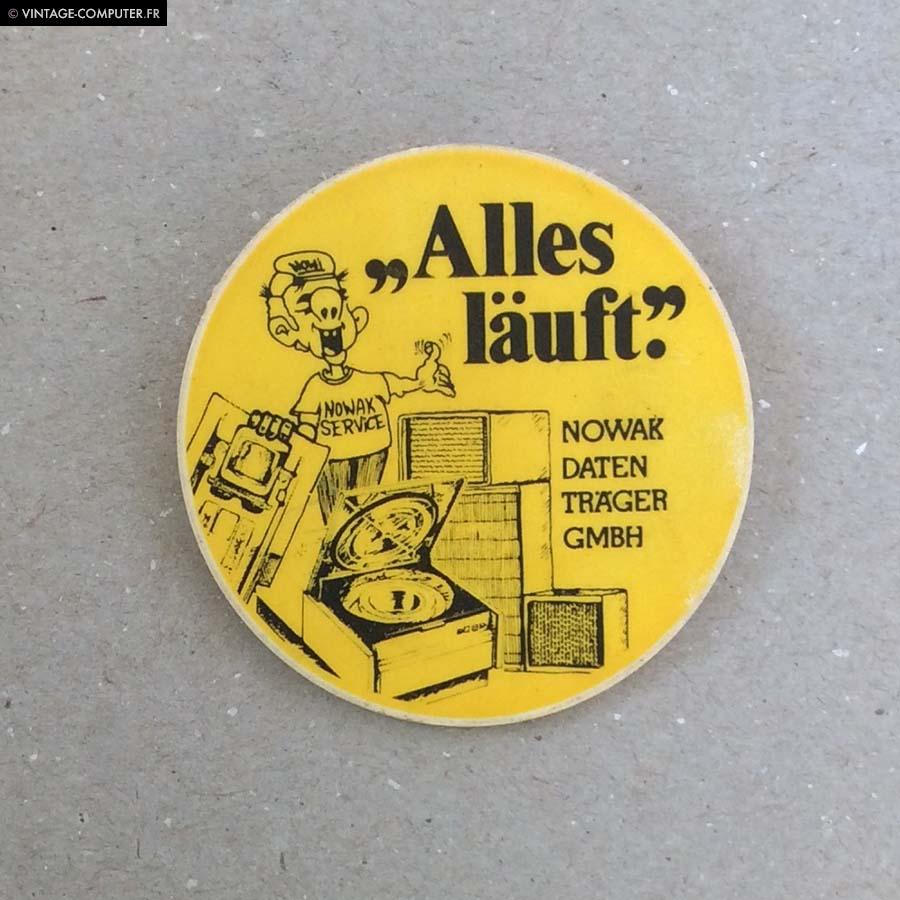 © VINTAGE-COMPUTER.FR
„Alles
läuft.”
NOWAK
SERVICE
NOWAK
DATEN
TRÄGER
GMBH